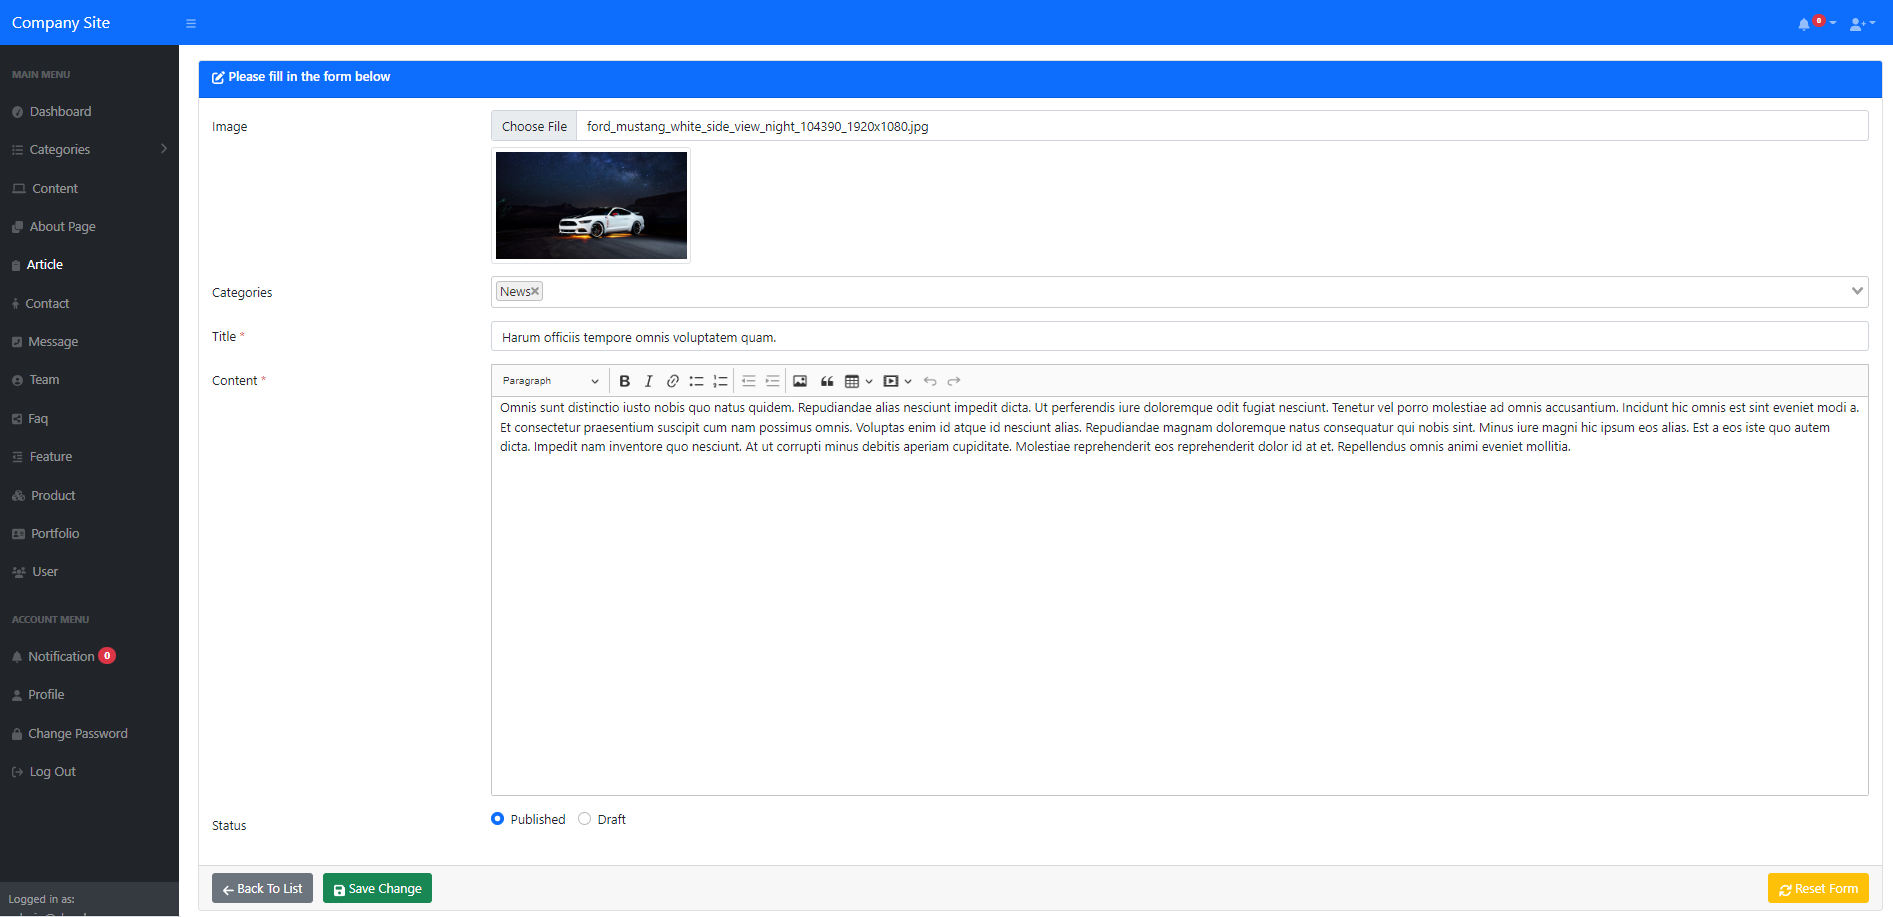 Company Site
0
MAIN MENU
Dashboard
Categories
Content
About Page
Article
Contact
Message
Team
Faq
Feature
Product
Portfolio
User
ACCOUNT MENU
Notification 0
Profile
Change Password
Log Out
Logged in as:
Please fill in the form below
Image
Choose File ford_mustang_white_side_view_night_104390_1920x1080.jpg
Categories
News
Title *
Harum officiis tempore omnis voluptatem quam.
Content *
Paragraph
Omnis sunt distinctio iusto nobis quo natus quidem. Repudiandae alias nesciunt impedit dicta. Ut perferendis iure doloremque odit fugiat nesciunt. Tenetur vel porro molestiae ad omnis accusantium. Incidunt hic omnis est sint eveniet modi a.
Et consectetur praesentium suscipit cum nam possimus omnis. Voluptas enim id atque id nesciunt alias. Repudiandae magnam doloremque natus consequatur qui nobis sint. Minus iure magni hic ipsum eos alias. Est a eos iste quo autem
dicta. Impedit nam inventore quo nesciunt. At ut corrupti minus debitis aperiam cupiditate. Molestiae reprehenderit eos reprehenderit dolor id at et. Repellendus omnis animi eveniet mollitia.
Status
Published Draft
Back To List Save Change Reset Form